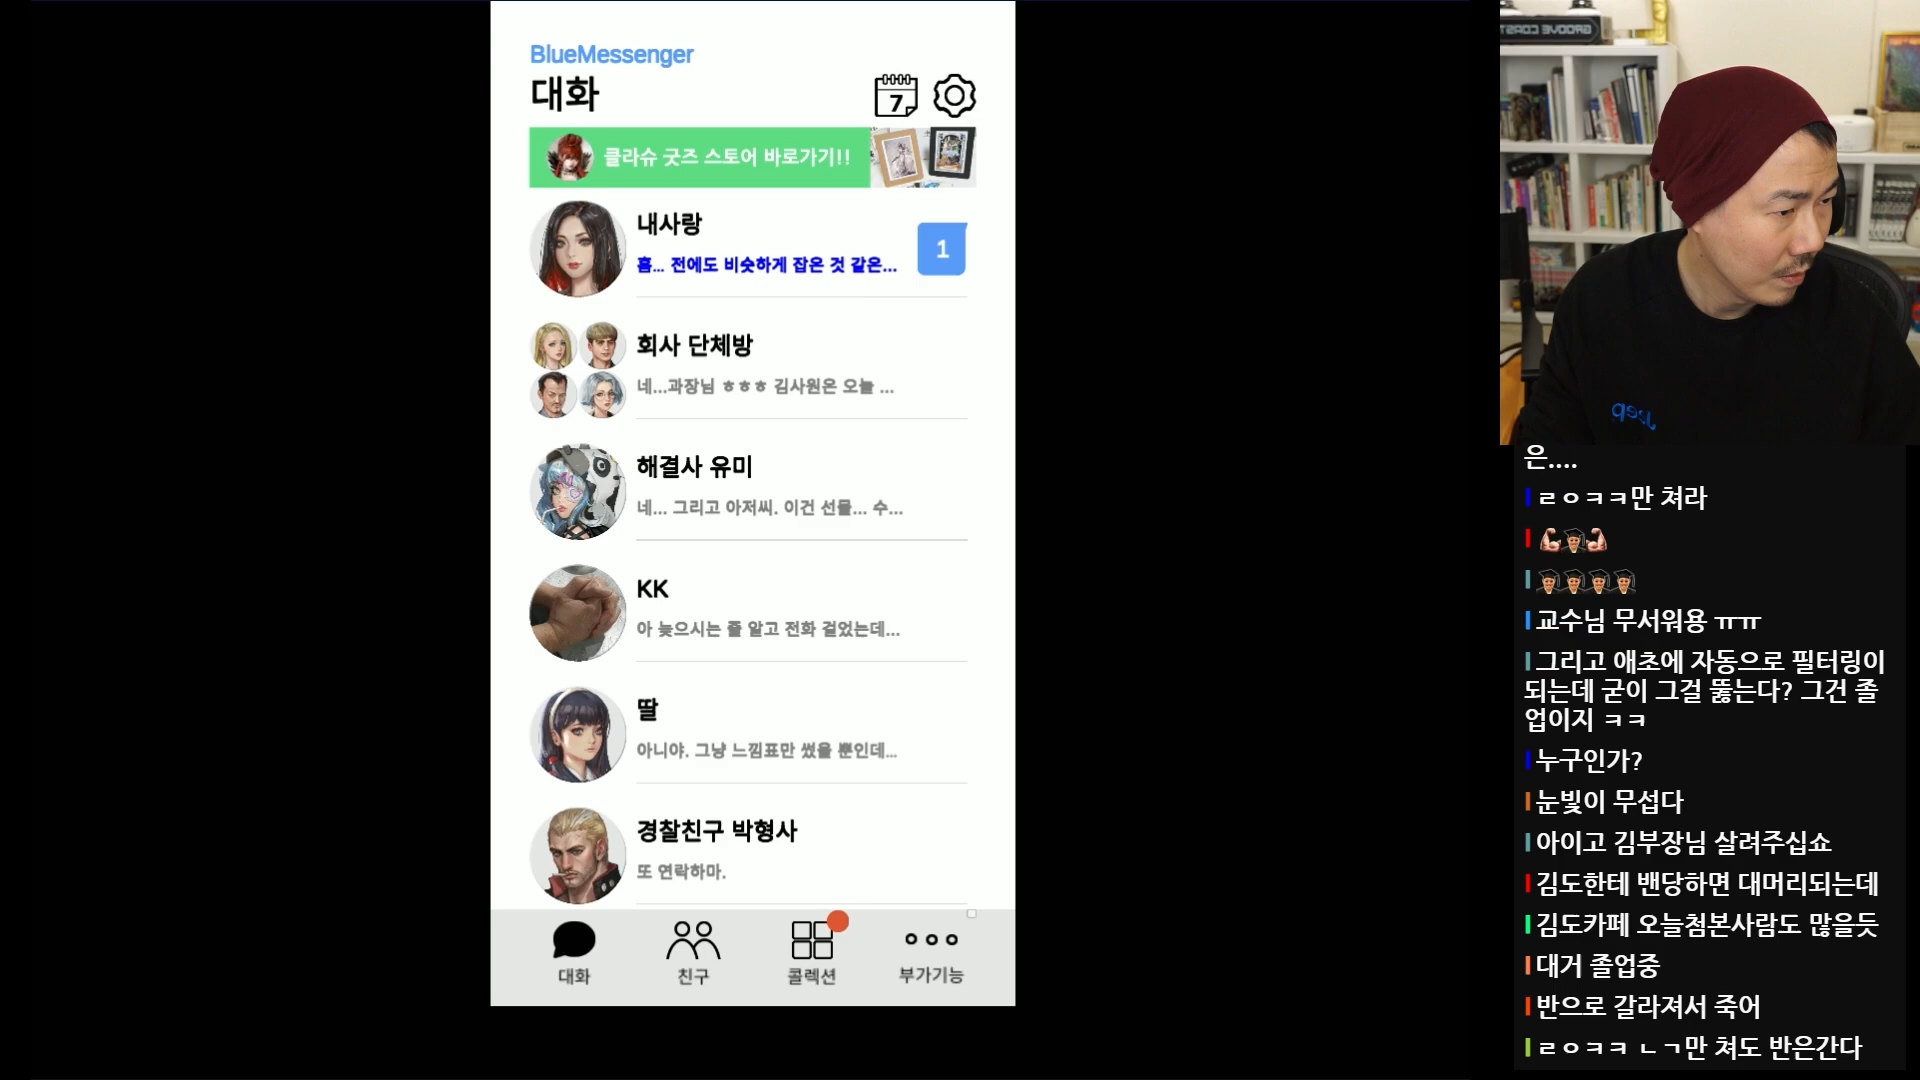 BlueMessenger
대화
7
클라슈 굿즈 스토어 바로가기!!
내사랑
흠... 전에도 비슷하게 잡은 것 같은...
1
회사 단체방
네...과장님 ㅎㅎㅎ 김사원은 오늘 ...
해결사 유미
네... 그리고 아저씨. 이건 선물... 수...
KK
아 늦으시는 줄 알고 전화 걸었는데...
딸
아니야. 그냥 느낌표만 썼을 뿐인데...
경찰친구 박형사
또 연락하마.
대화
친구
콜렉션
부가기능
GROOVE COAST
Jeep
은....
ㄹㅇㅋㅋ만 쳐라
교수님 무서워용 ㅠㅠ
그리고 애초에 자동으로 필터링이
되는데 굳이 그걸 뚫는다? 그건 졸
업이지 ㅋㅋ
누구인가?
눈빛이 무섭다
아이고 김부장님 살려주십쇼
김도한테 밴당하면 대머리되는데
김도카페 오늘첨본사람도 많을듯
대거 졸업중
반으로 갈라져서 죽어
ㄹㅇㅋㅋ ㄴㄱ만 쳐도 반은간다